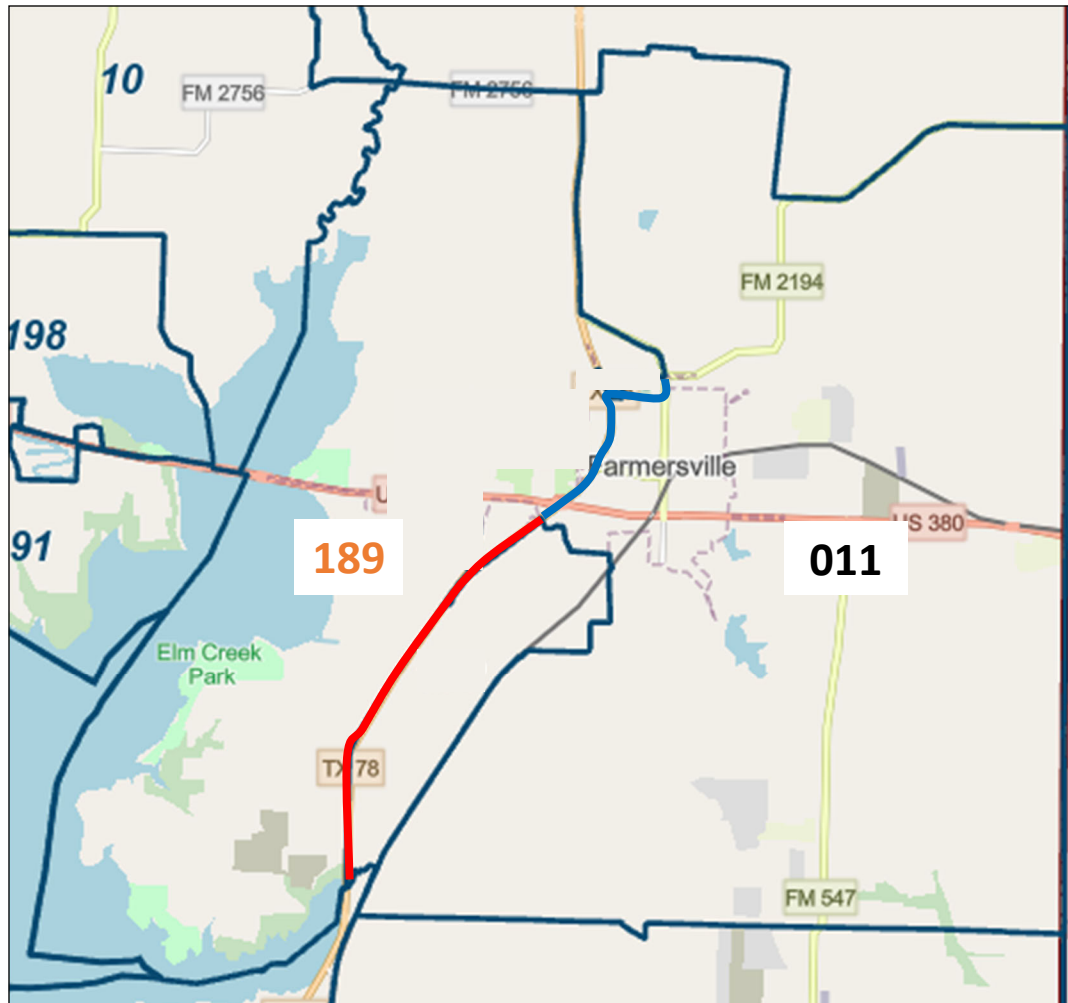 10
FM 2756
FM 2756
FM 2194
198
Farmersville
US 380
91
189
011
Elm Creek
Park
TX 78
FM 547